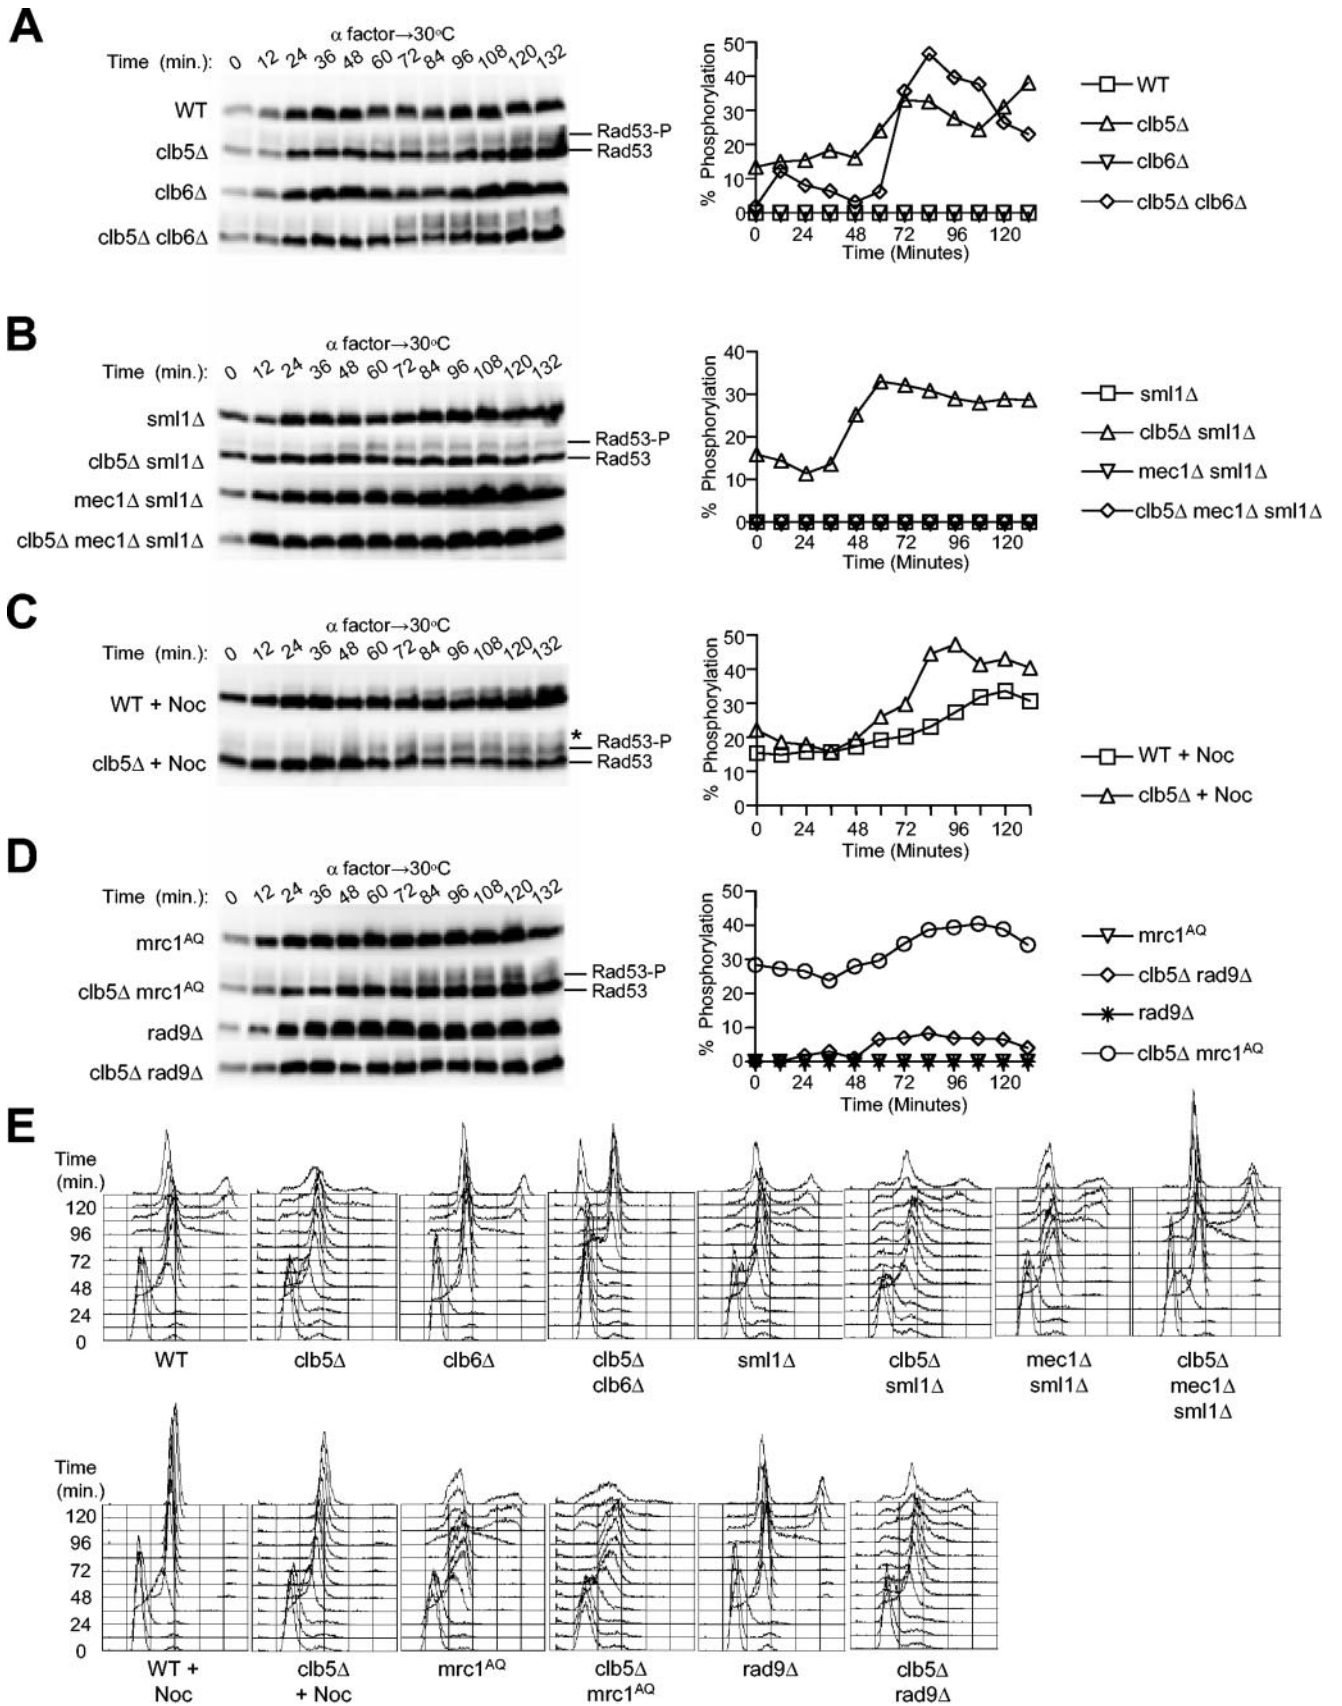 A
α factor→30°C
Time (min.): 0 12 24 36 48 60 72 84 96 108 120 132
WT
clb5Δ
clb6Δ
clb5Δ clb6Δ
Rad53-P
Rad53
% Phosphorylation
50
40
30
20
10
0
0 24 48 72 96 120
Time (Minutes)
WT
clb5Δ
clb6Δ
clb5Δ clb6Δ
B
α factor→30°C
Time (min.): 0 12 24 36 48 60 72 84 96 108 120 132
sml1Δ
clb5Δ sml1Δ
mec1Δ sml1Δ
clb5Δ mec1Δ sml1Δ
Rad53-P
Rad53
% Phosphorylation
40
30
20
10
0
0 24 48 72 96 120
Time (Minutes)
sml1Δ
clb5Δ sml1Δ
mec1Δ sml1Δ
clb5Δ mec1Δ sml1Δ
C
α factor→30°C
Time (min.): 0 12 24 36 48 60 72 84 96 108 120 132
WT + Noc
clb5Δ + Noc
*
Rad53-P
Rad53
% Phosphorylation
50
40
30
20
10
0
0 24 48 72 96 120
Time (Minutes)
WT + Noc
clb5Δ + Noc
D
α factor→30°C
Time (min.): 0 12 24 36 48 60 72 84 96 108 120 132
mrc1AQ
clb5Δ mrc1AQ
rad9Δ
clb5Δ rad9Δ
Rad53-P
Rad53
% Phosphorylation
50
40
30
20
10
0
0 24 48 72 96 120
Time (Minutes)
mrc1AQ
clb5Δ rad9Δ
rad9Δ
clb5Δ mrc1AQ
E
Time
(min.)
120
96
72
48
24
0
WT
clb5Δ
clb6Δ
clb5Δ
clb6Δ
sml1Δ
clb5Δ
sml1Δ
mec1Δ
sml1Δ
clb5Δ
mec1Δ
sml1Δ
Time
(min.)
120
96
72
48
24
0
WT +
Noc
clb5Δ
+ Noc
mrc1AQ
clb5Δ
mrc1AQ
rad9Δ
clb5Δ
rad9Δ